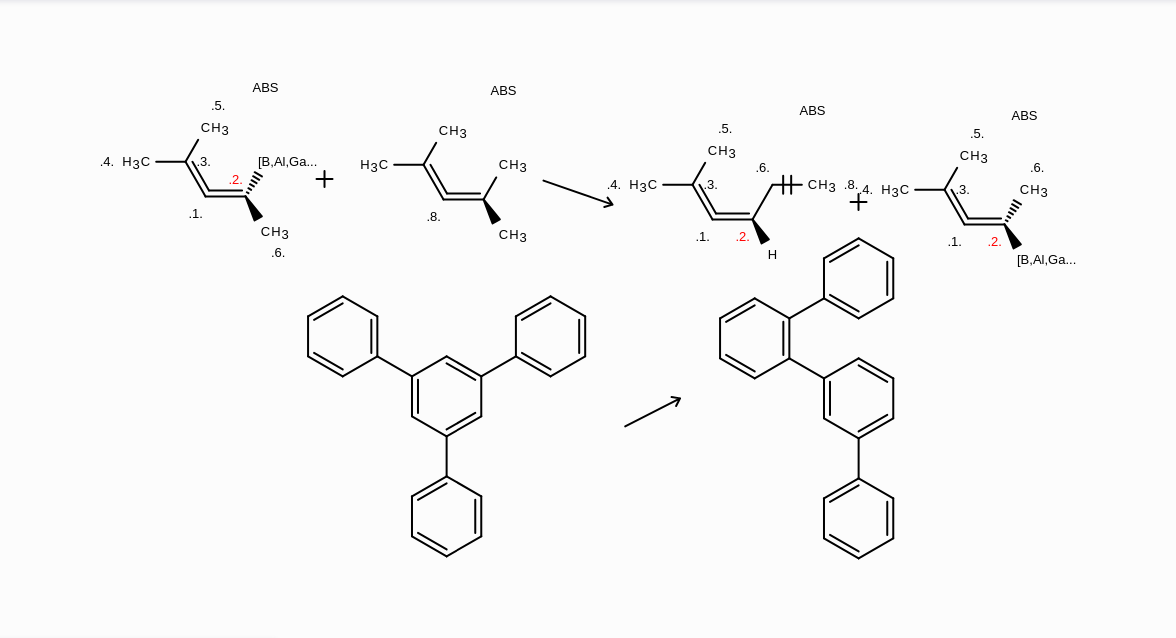 ABS
.5.
CH3
.4. H3C
.3.
[B,Al,Ga...
.2.
.1.
CH3
.6.
+
ABS
CH3
H3C
CH3
.8.
CH3
ABS
.5.
CH3
.6.
.4. H3C
.3.
CH3 .8.
.1.
.2.
H
+
ABS
.5.
CH3
.6.
.4. H3C
.3.
CH3
.1.
.2.
[B,Al,Ga...